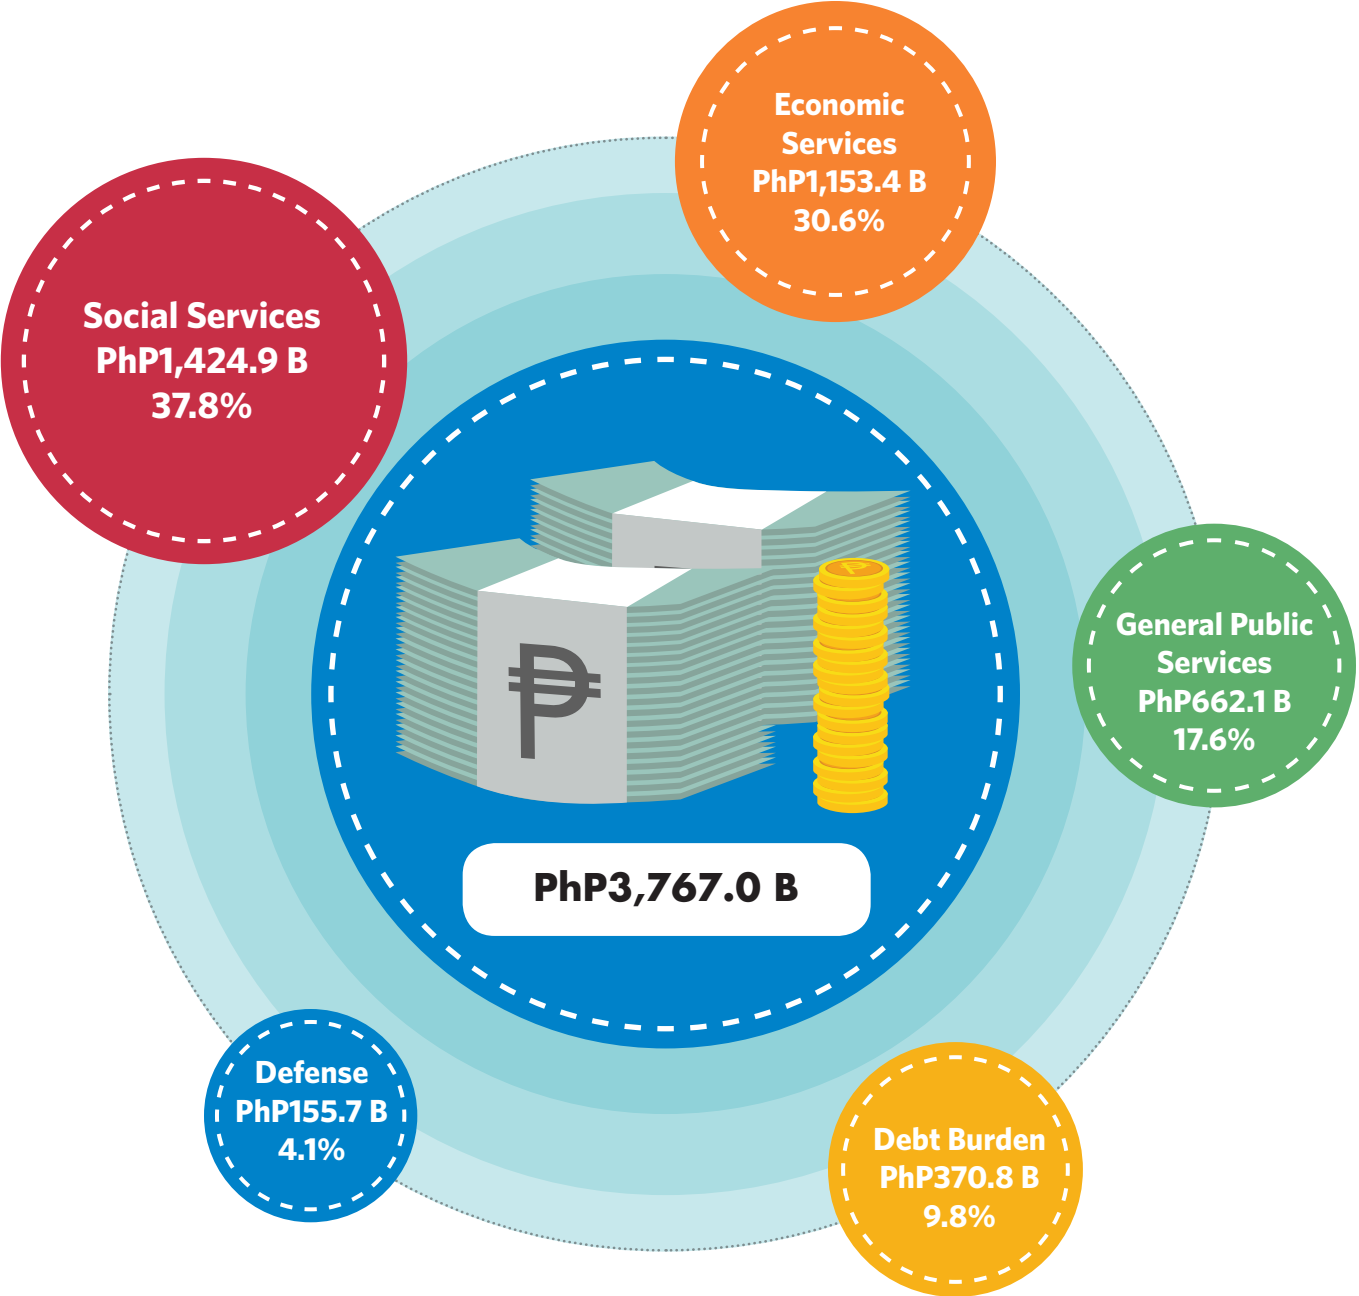 Economic
Services
PhP1,153.4 B
30.6%
Social Services
PhP1,424.9 B
37.8%
General Public
Services
PhP662.1 B
17.6%
₱
PhP3,767.0 B
Defense
PhP155.7 B
4.1%
Debt Burden
PhP370.8 B
9.8%